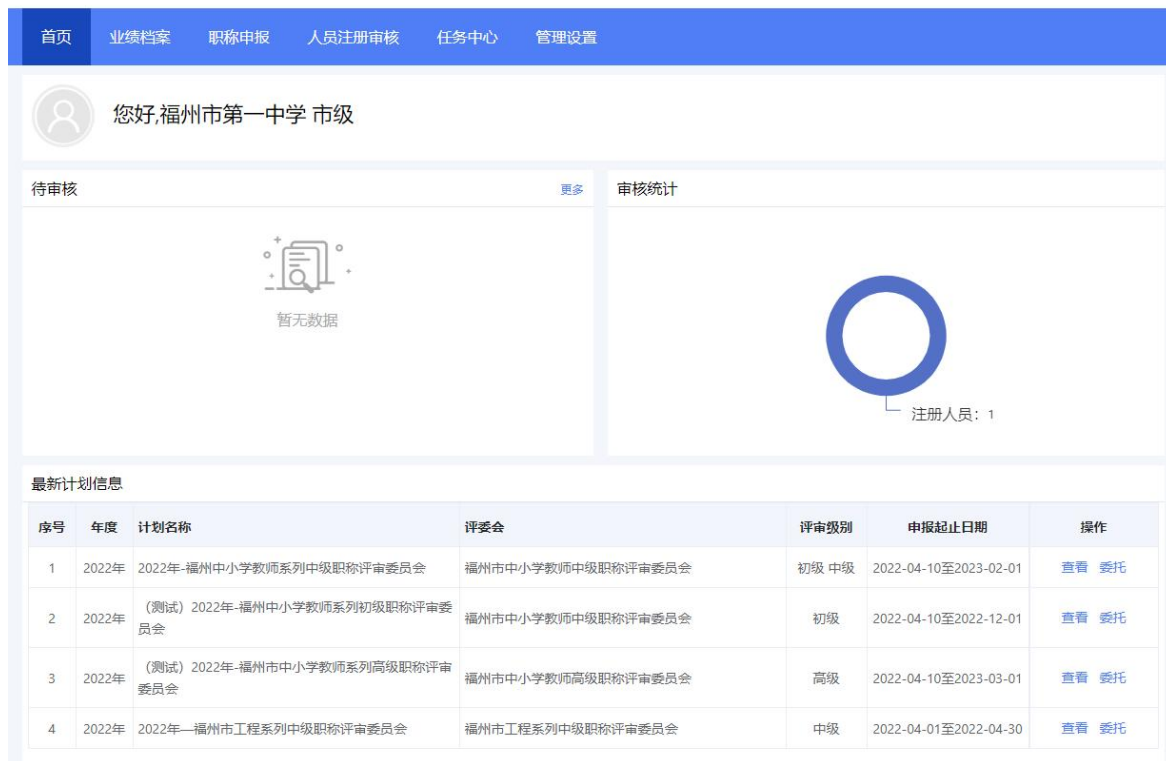 首页 业绩档案 职称申报 人员注册审核 任务中心 管理设置
您好,福州市第一中学 市级
待审核 更多
暂无数据
审核统计
注册人员：1
最新计划信息
序号 年度 计划名称 评委会 评审级别 申报起止日期 操作
1 2022年 2022年-福州中小学教师系列中级职称评审委员会 福州市中小学教师中级职称评审委员会 初级 中级 2022-04-10至2023-02-01 查看 委托
2 2022年 （测试）2022年-福州中小学教师系列初级职称评审委 福州市中小学教师中级职称评审委员会 初级 2022-04-10至2022-12-01 查看 委托
员会
3 2022年 （测试）2022年-福州市中小学教师系列高级职称评审 福州市中小学教师高级职称评审委员会 高级 2022-04-10至2023-03-01 查看 委托
委员会
4 2022年 2022年—福州市工程系列中级职称评审委员会 福州市工程系列中级职称评审委员会 中级 2022-04-01至2022-04-30 查看 委托